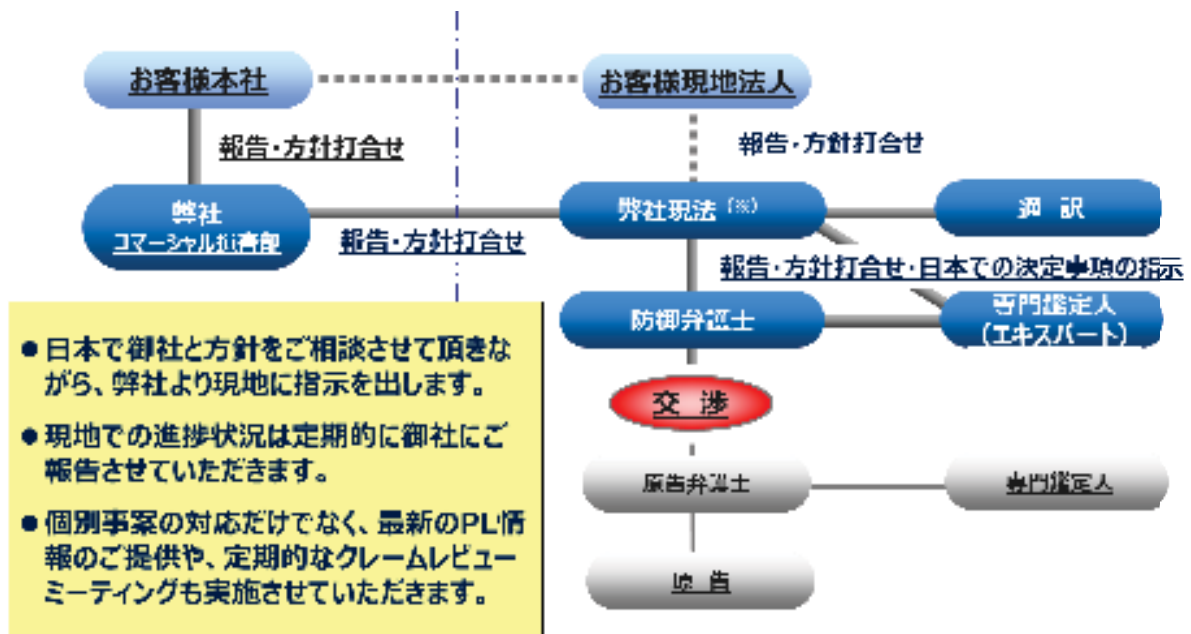 お客様本社
お客様現地法人
報告・方針打合せ
報告・方針打合せ
弊社
コマーシャル損害部
弊社現法(※)
通 訳
報告・方針打合せ
報告・方針打合せ・日本での決定事項の指示
防御弁護士
専門鑑定人
(エキスパート)
交 渉
原告弁護士
専門鑑定人
原 告
●日本で御社と方針をご相談させて頂きな
がら、弊社より現地に指示を出します。
●現地での進捗状況は定期的に御社にご
報告させていただきます。
●個別事案の対応だけでなく、最新のPL情
報のご提供や、定期的なクレームレビュー
ミーティングも実施させていただきます。